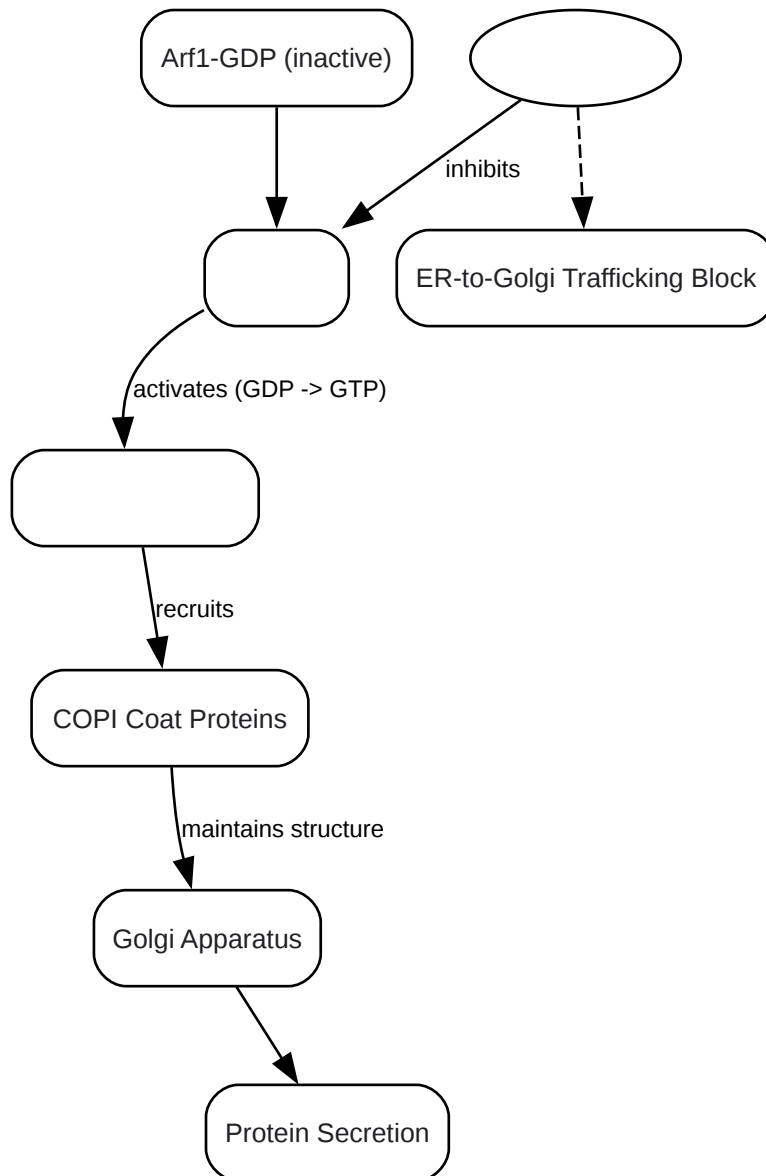 Arf1-GDP (inactive)
inhibits
ER-to-Golgi Trafficking Block
activates (GDP -> GTP)
recruits
COPI Coat Proteins
maintains structure
Golgi Apparatus
Protein Secretion